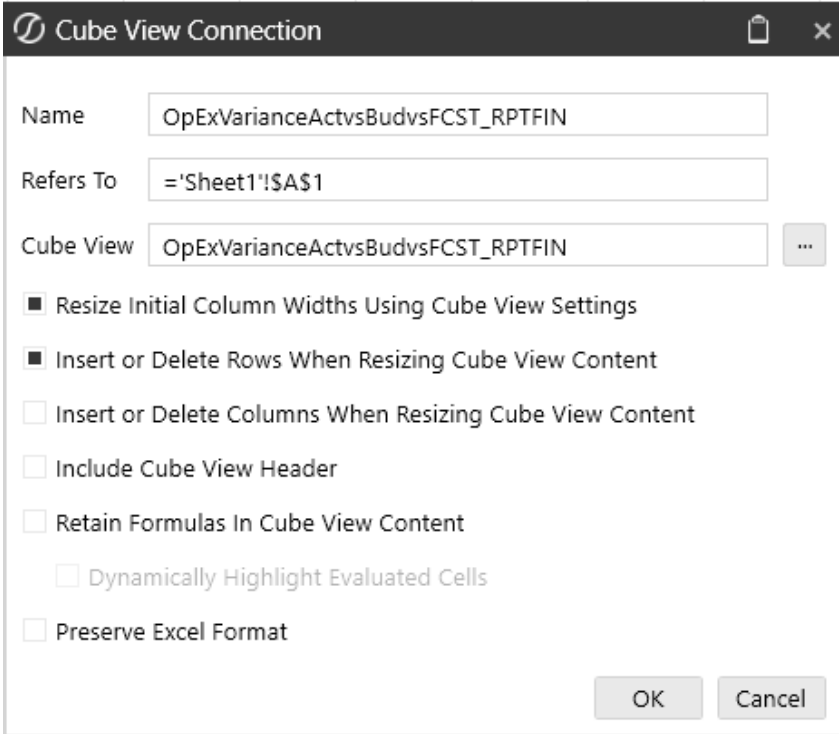 Cube View Connection
Name OpExVarianceActvsBudvsFCST_RPTFIN
Refers To ='Sheet1'!$A$1
Cube View OpExVarianceActvsBudvsFCST_RPTFIN ...
Resize Initial Column Widths Using Cube View Settings
Insert or Delete Rows When Resizing Cube View Content
Insert or Delete Columns When Resizing Cube View Content
Include Cube View Header
Retain Formulas In Cube View Content
Dynamically Highlight Evaluated Cells
Preserve Excel Format
OK Cancel